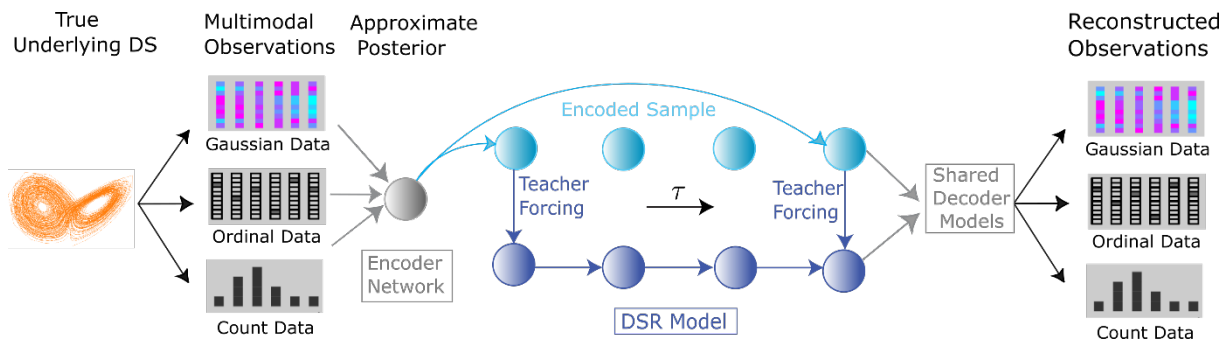 True
Underlying DS
Multimodal
Observations
Gaussian Data
Ordinal Data
Count Data
Approximate
Posterior
Encoder
Network
Encoded Sample
Teacher
Forcing
τ
Teacher
Forcing
DSR Model
Shared
Decoder
Models
Reconstructed
Observations
Gaussian Data
Ordinal Data
Count Data